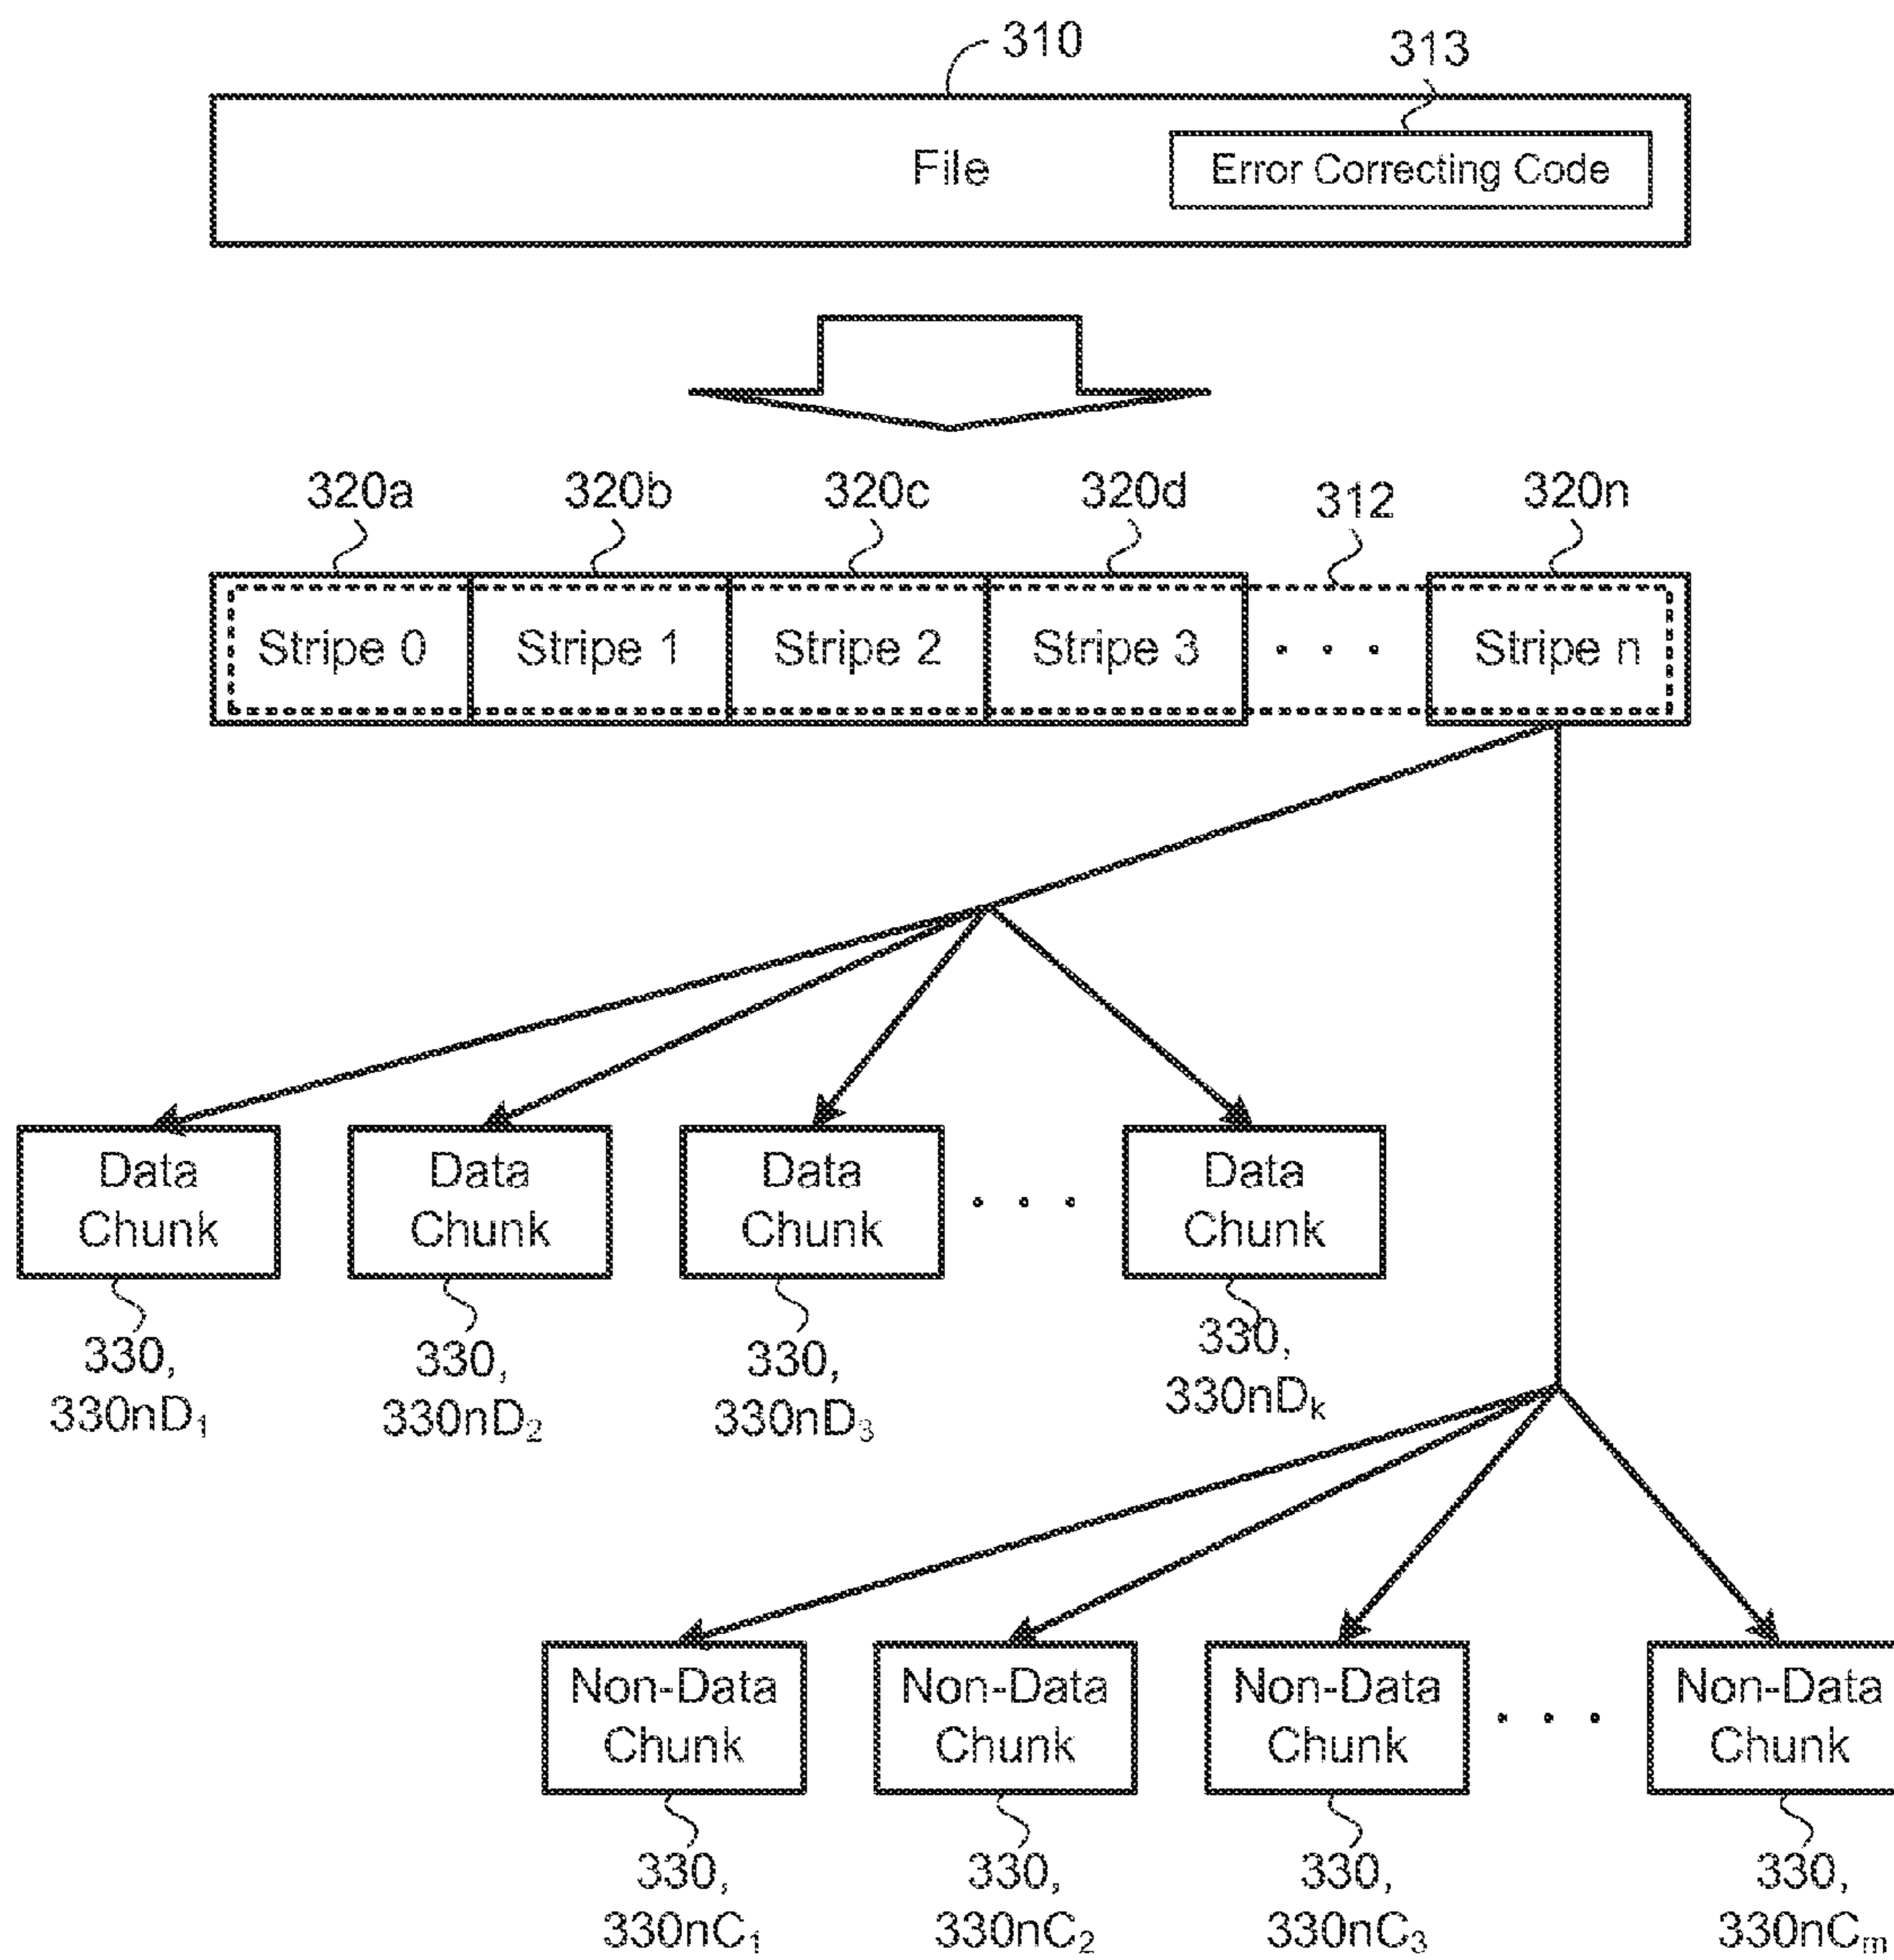 310
313
File
Error Correcting Code
320a 320b 320c 320d 312 320n
Stripe 0 Stripe 1 Stripe 2 Stripe 3 . . . Stripe n
Data Data Data Data
Chunk Chunk Chunk . . . Chunk
330, 330, 330, 330,
330nD₁ 330nD₂ 330nD₃ 330nDₖ
Non-Data Non-Data Non-Data Non-Data
Chunk Chunk Chunk . . . Chunk
330, 330, 330, 330,
330nC₁ 330nC₂ 330nC₃ 330nCₘ